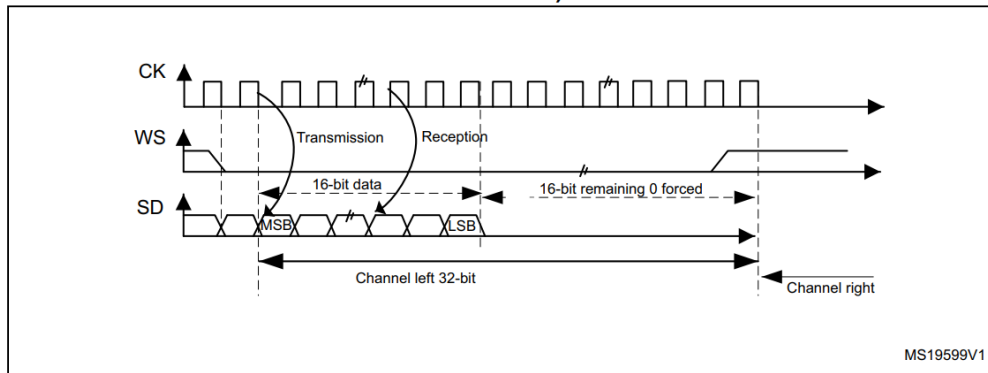 CK
Transmission
Reception
WS
16-bit data
16-bit remaining 0 forced
SD
MSB
LSB
Channel left 32-bit
Channel right
MS19599V1